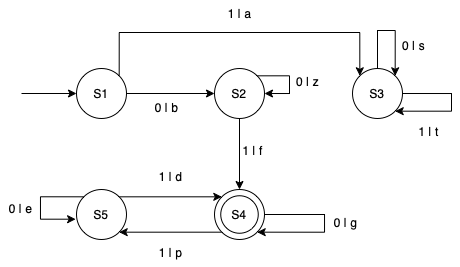 1 I a
0 I s
S1
S2
0 I z
S3
0 I b
1 I t
1 I f
1 I d
0 I e
S5
S4
0 I g
1 I p